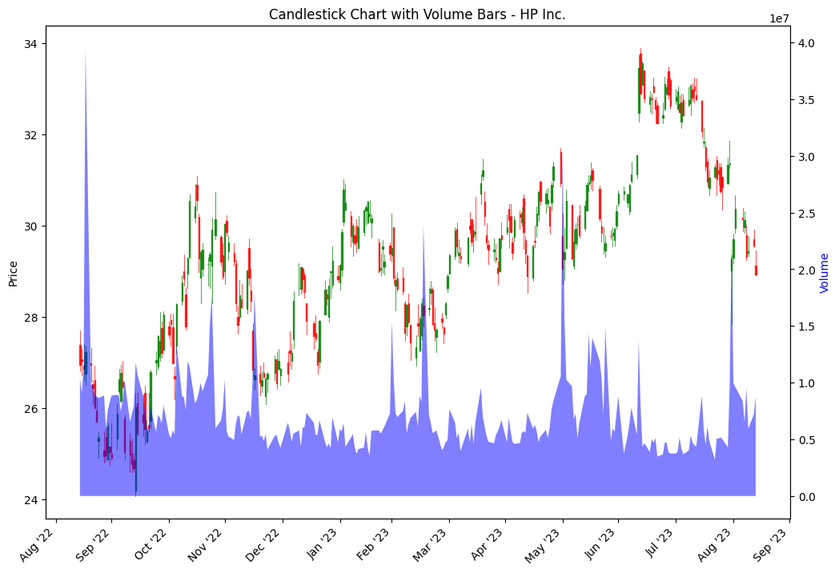 Candlestick Chart with Volume Bars - HP Inc.
1e7
34
32
30
28
26
24
Price
4.0
3.5
3.0
2.5
2.0
1.5
1.0
0.5
0.0
Volume
Aug '22
Sep '22
Oct '22
Nov '22
Dec '22
Jan '23
Feb '23
Mar '23
Apr '23
May '23
Jun '23
Jul '23
Aug '23
Sep '23